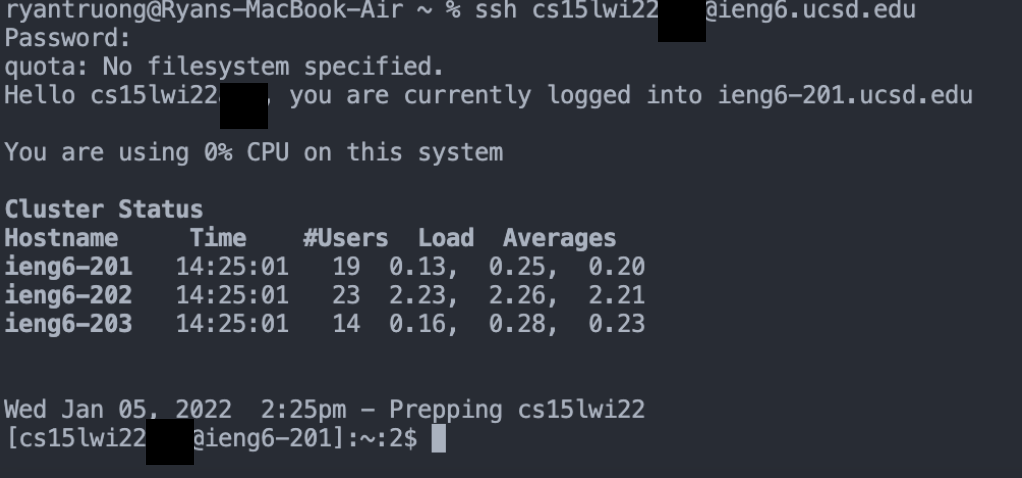 ryantruong@Ryans-MacBook-Air ~ % ssh cs15lwi22 @ieng6.ucsd.edu
Password:
quota: No filesystem specified.
Hello cs15lwi22 , you are currently logged into ieng6-201.ucsd.edu
You are using 0% CPU on this system
Cluster Status
Hostname Time #Users Load Averages
ieng6-201 14:25:01 19 0.13, 0.25, 0.20
ieng6-202 14:25:01 23 2.23, 2.26, 2.21
ieng6-203 14:25:01 14 0.16, 0.28, 0.23
Wed Jan 05, 2022 2:25pm - Prepping cs15lwi22
[cs15lwi22 @ieng6-201]:~:2$